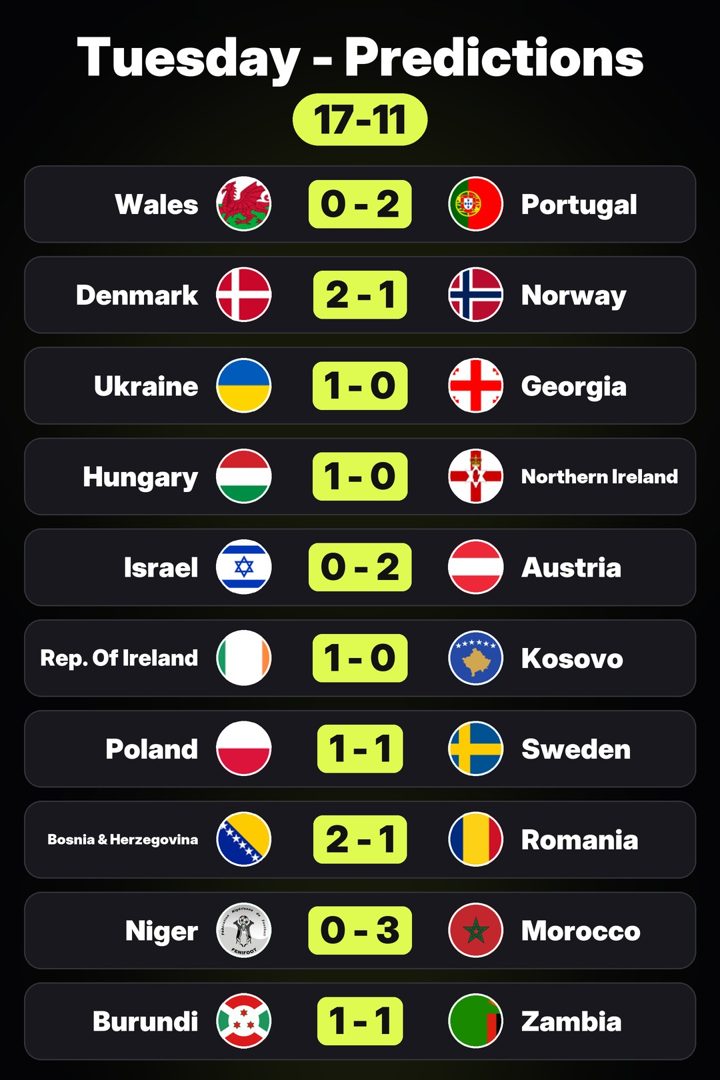 Tuesday - Predictions
17-11
Wales 0 - 2 Portugal
Denmark 2 - 1 Norway
Ukraine 1 - 0 Georgia
Hungary 1 - 0 Northern Ireland
Israel 0 - 2 Austria
Rep. Of Ireland 1 - 0 Kosovo
Poland 1 - 1 Sweden
Bosnia & Herzegovina 2 - 1 Romania
Niger 0 - 3 Morocco
FENIFOOT
Burundi 1 - 1 Zambia